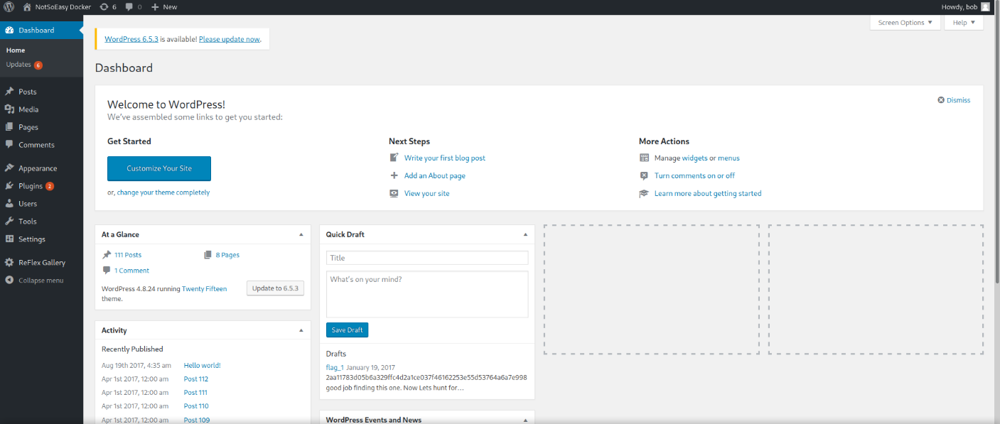 NotSoEasy Docker 6 0 New Howdy, bob
Screen Options Help
Dashboard
Home
Updates 6
Posts
Media
Pages
Comments
Appearance
Plugins 2
Users
Tools
Settings
ReFlex Gallery
Collapse menu
WordPress 6.5.3 is available! Please update now.
Dashboard
Welcome to WordPress!
We've assembled some links to get you started:
Dismiss
Get Started
Customize Your Site
or, change your theme completely
Next Steps
Write your first blog post
Add an About page
View your site
More Actions
Manage widgets or menus
Turn comments on or off
Learn more about getting started
At a Glance
111 Posts 8 Pages
1 Comment
WordPress 4.8.24 running Twenty Fifteen
theme.
Update to 6.5.3
Activity
Recently Published
Aug 19th 2017, 4:35 am Hello world!
Apr 1st 2017, 12:00 am Post 112
Apr 1st 2017, 12:00 am Post 111
Apr 1st 2017, 12:00 am Post 110
Apr 1st 2017, 12:00 am Post 109
Quick Draft
Title
What's on your mind?
Save Draft
Drafts
flag_1 January 19, 2017
2aa11783d05b6a329ffc4d2a1ce037f46162253e55d53764a6a7e998
good job finding this one. Now Lets hunt for…
WordPress Events and News